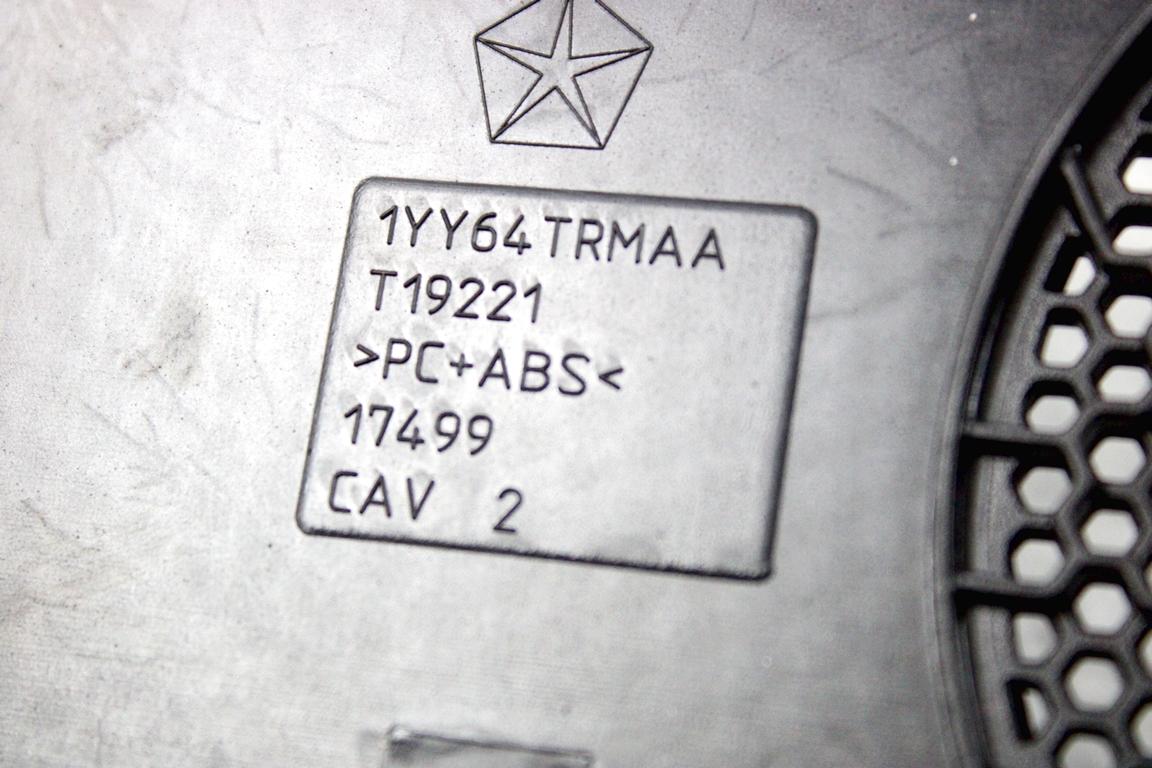 1YY64TRMAA
T19221
>PC+ABS<
17499
CAV 2